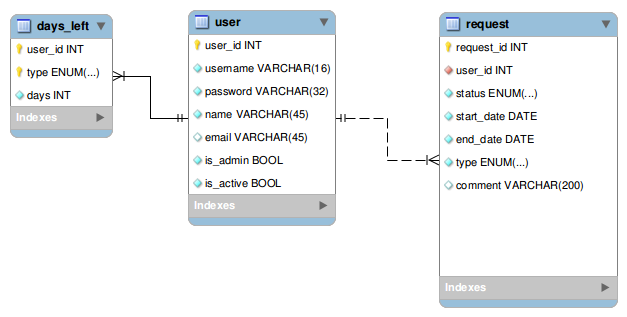 days_left
user_id INT
type ENUM(...)
days INT
Indexes
user
user_id INT
username VARCHAR(16)
password VARCHAR(32)
name VARCHAR(45)
email VARCHAR(45)
is_admin BOOL
is_active BOOL
Indexes
request
request_id INT
user_id INT
status ENUM(...)
start_date DATE
end_date DATE
type ENUM(...)
comment VARCHAR(200)
Indexes